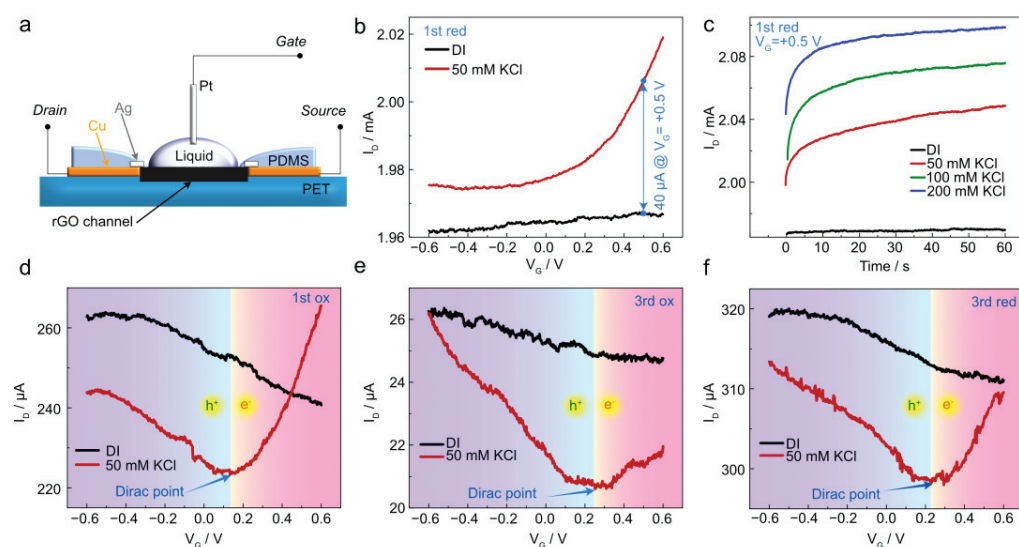 a
Gate
Pt
Drain
Ag
Source
Cu
Liquid
PDMS
PET
rGO channel
b
1st red
DI
50 mM KCl
40 µA @ V_G= +0.5 V
I_D / mA
2.02
2.00
1.98
1.96
−0.6 −0.4 −0.2 0.0 0.2 0.4 0.6
V_G / V
c
1st red
V_G=+0.5 V
I_D / mA
2.08
2.04
2.00
DI
50 mM KCl
100 mM KCl
200 mM KCl
0 10 20 30 40 50 60
Time / s
d
1st ox
I_D / µA
260
240
220
h⁺ e⁻
DI
50 mM KCl
Dirac point
−0.6 −0.4 −0.2 0.0 0.2 0.4 0.6
V_G / V
e
3rd ox
I_D / µA
26
24
22
20
h⁺ e⁻
DI
50 mM KCl
Dirac point
−0.6 −0.4 −0.2 0.0 0.2 0.4 0.6
V_G / V
f
3rd red
I_D / µA
320
310
300
h⁺ e⁻
DI
50 mM KCl
Dirac point
−0.6 −0.4 −0.2 0.0 0.2 0.4 0.6
V_G / V